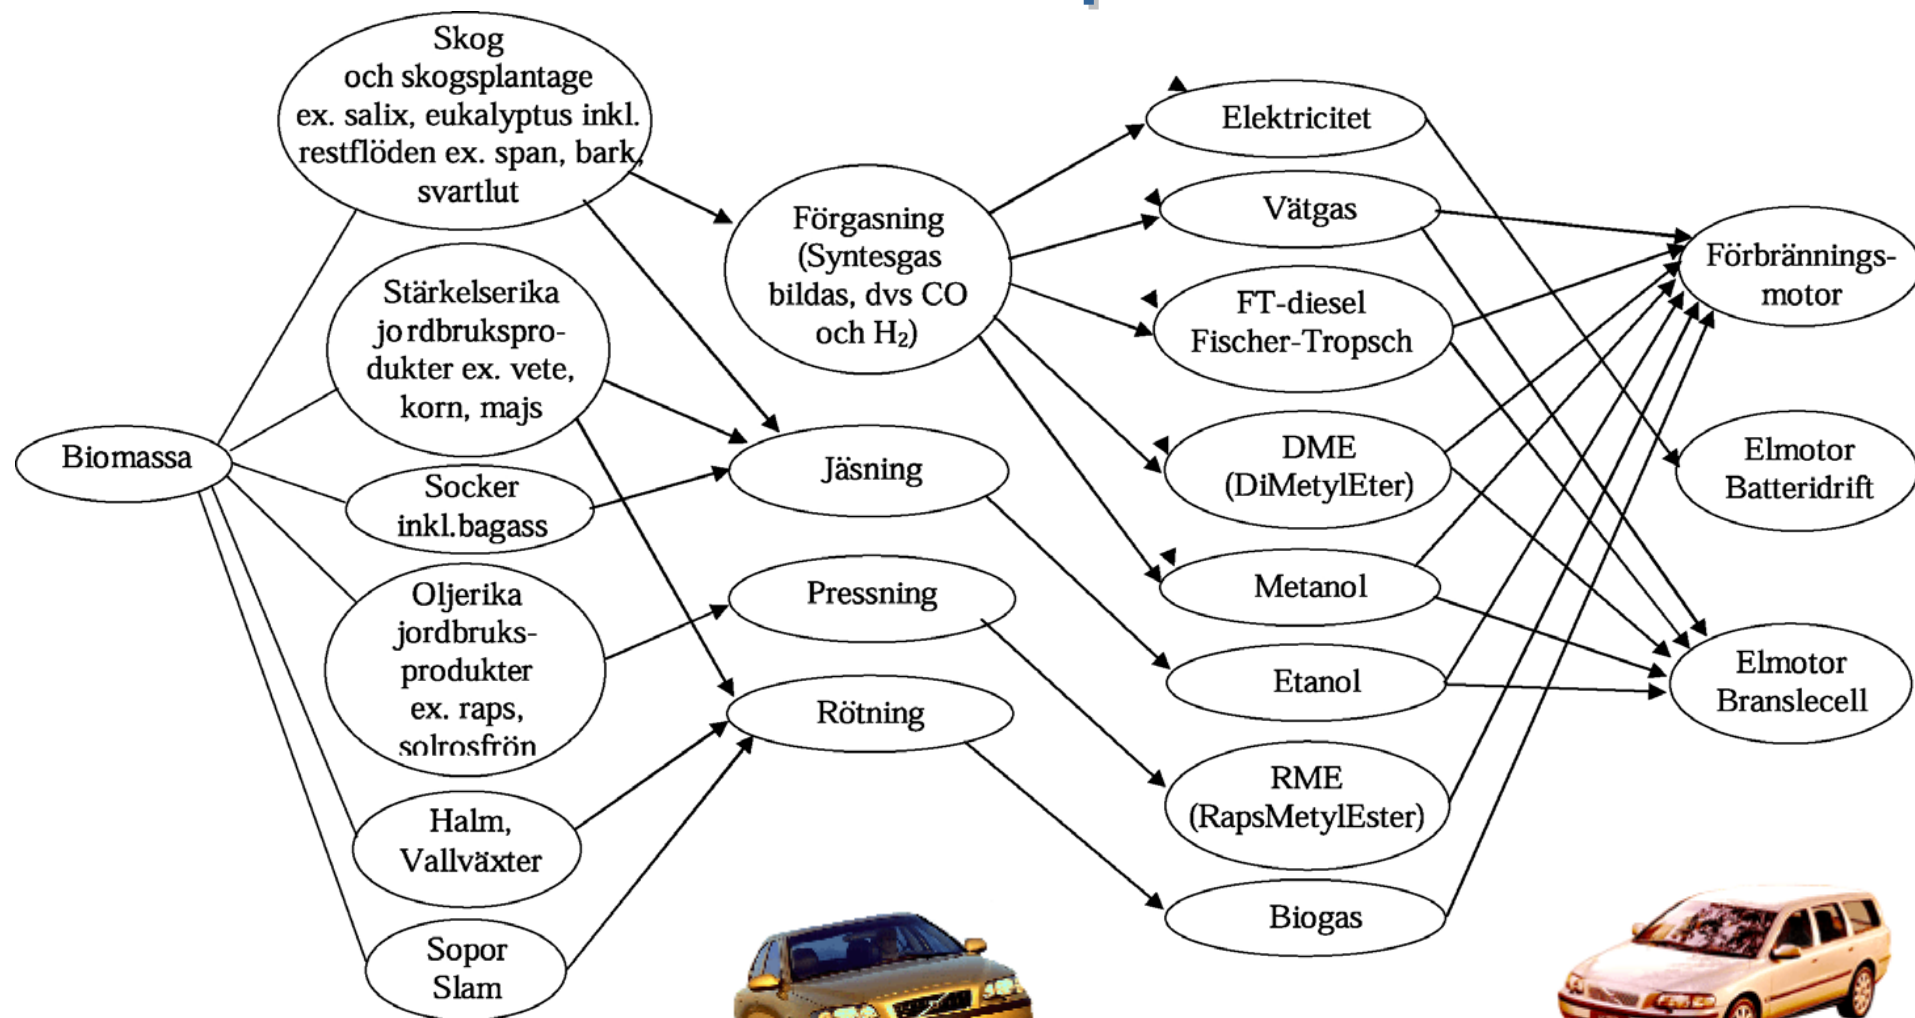 Skog
och skogsplantage
ex. salix, eukalyptus inkl.
restflöden ex. span, bark,
svartlut
Stärkelserika
jordbrukspro-
dukter ex. vete,
korn, majs
Biomassa
Socker
inkl.bagass
Oljerika
jordbruks-
produkter
ex. raps,
solrosfrön
Halm,
Vallväxter
Sopor
Slam
Förgasning
(Syntesgas
bildas, dvs CO
och H₂)
Jäsning
Pressning
Rötning
Elektricitet
Vätgas
FT-diesel
Fischer-Tropsch
DME
(DiMetylEter)
Metanol
Etanol
RME
(RapsMetylEster)
Biogas
Förbrännings-
motor
Elmotor
Batteridrift
Elmotor
Branslecell